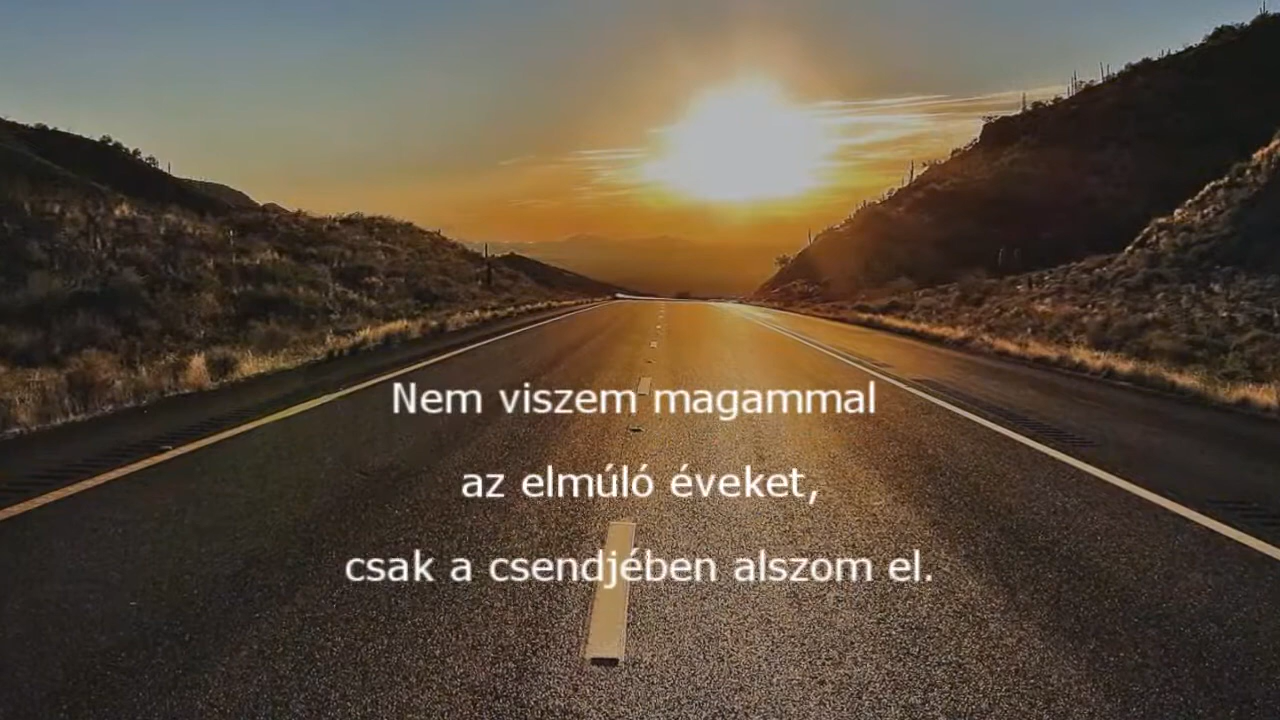 Nem viszem magammal
az elmúló éveket,
csak a csendjében alszom el.